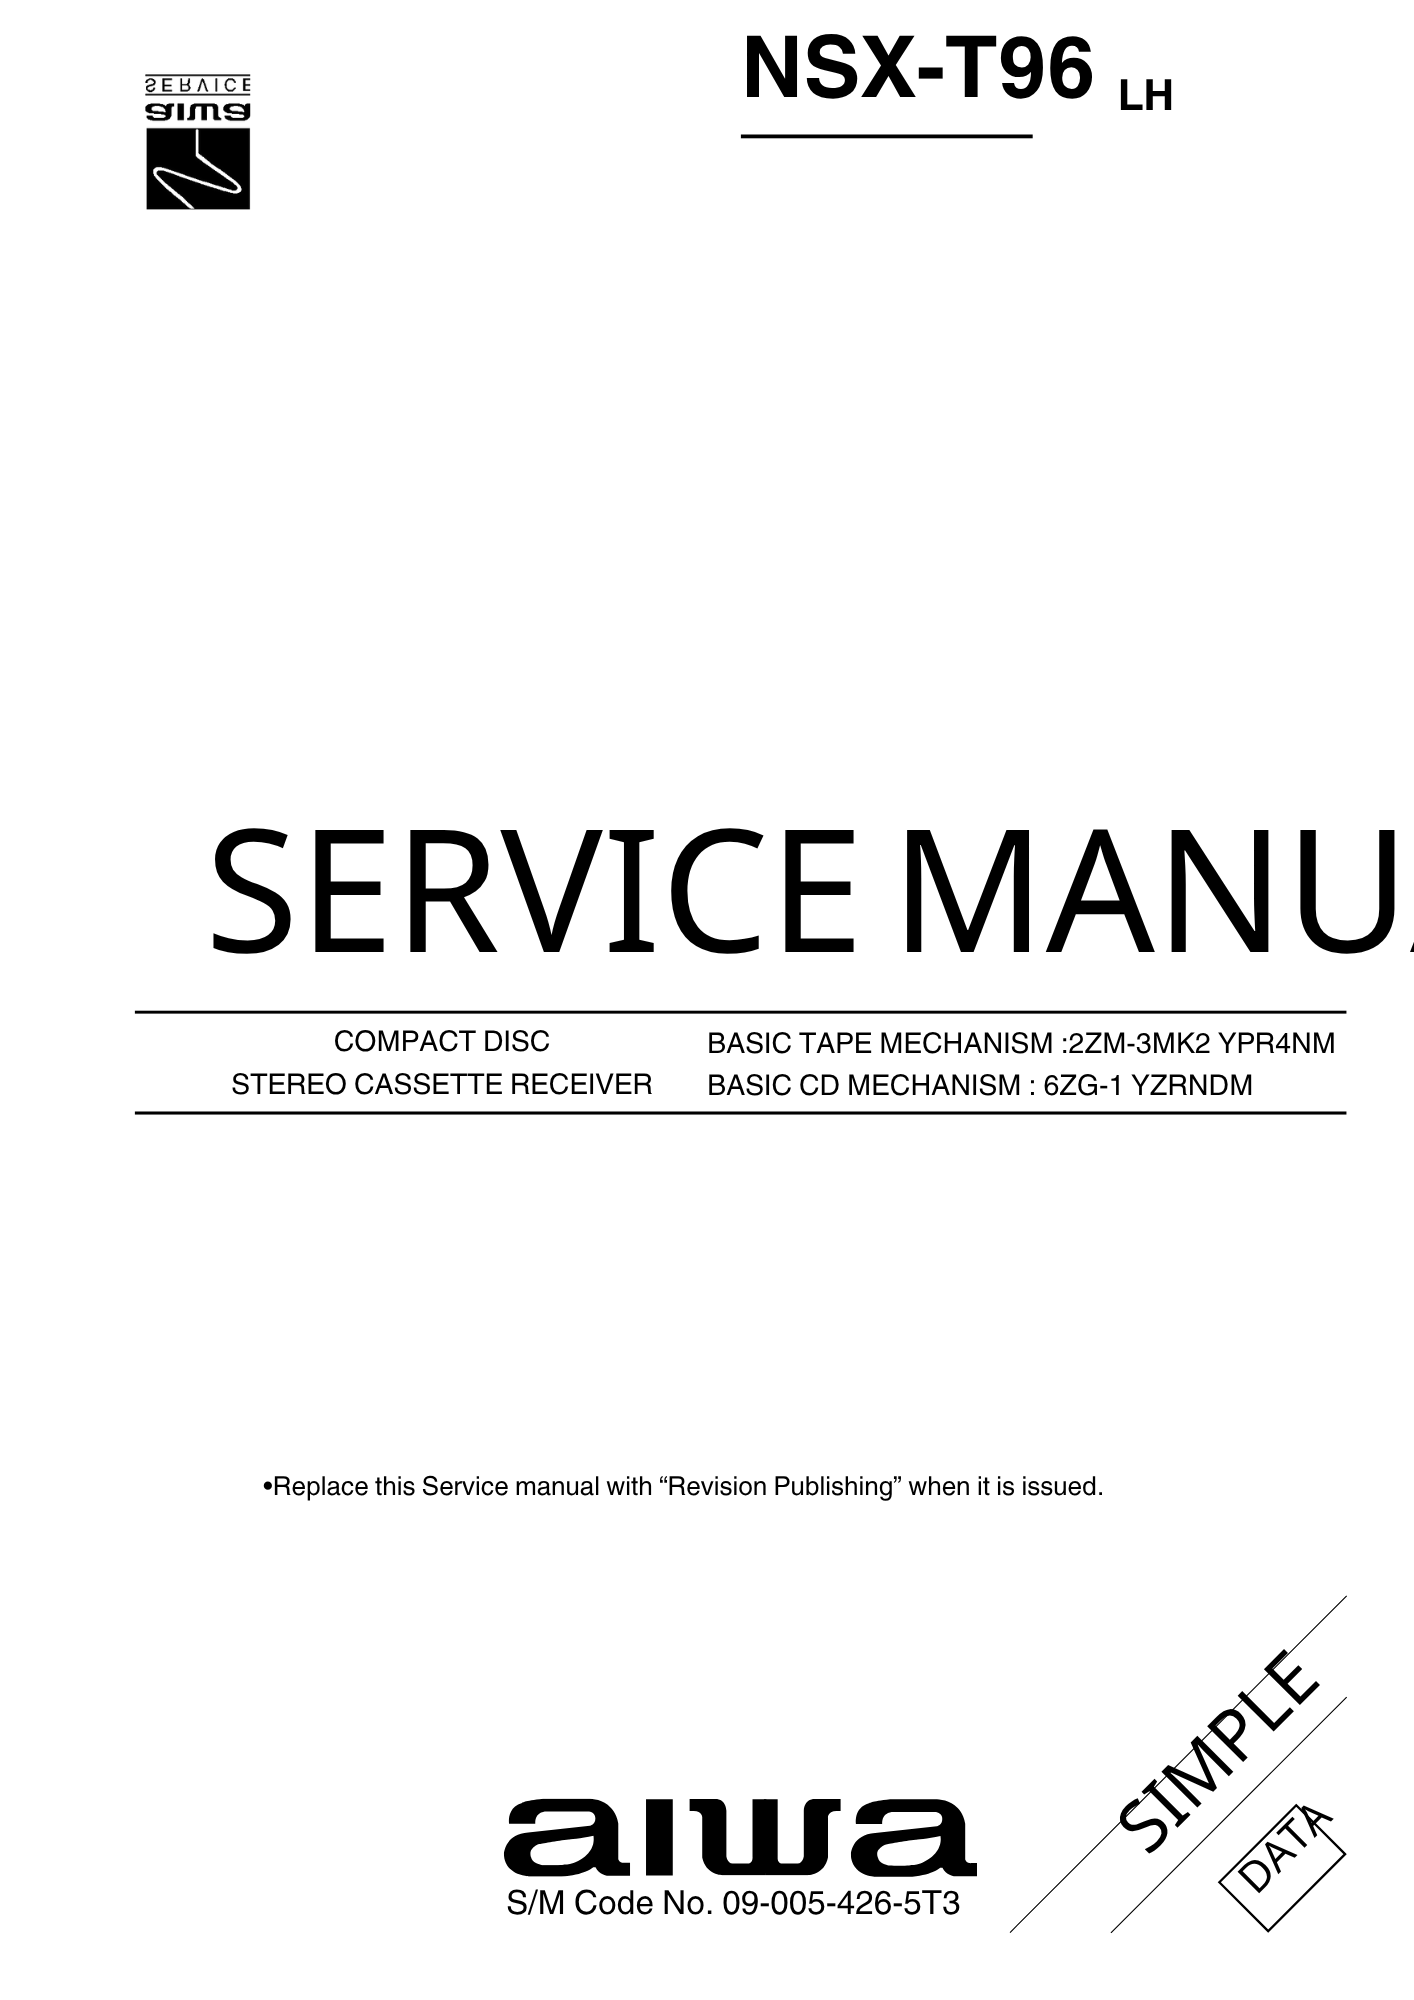 NSX-T96 LH
SERVICE
aiwa
SERVICE MANUA
COMPACT DISC
STEREO CASSETTE RECEIVER
BASIC TAPE MECHANISM :2ZM-3MK2 YPR4NM
BASIC CD MECHANISM : 6ZG-1 YZRNDM
•Replace this Service manual with “Revision Publishing” when it is issued.
SIMPLE
DATA
aiwa
S/M Code No. 09-005-426-5T3